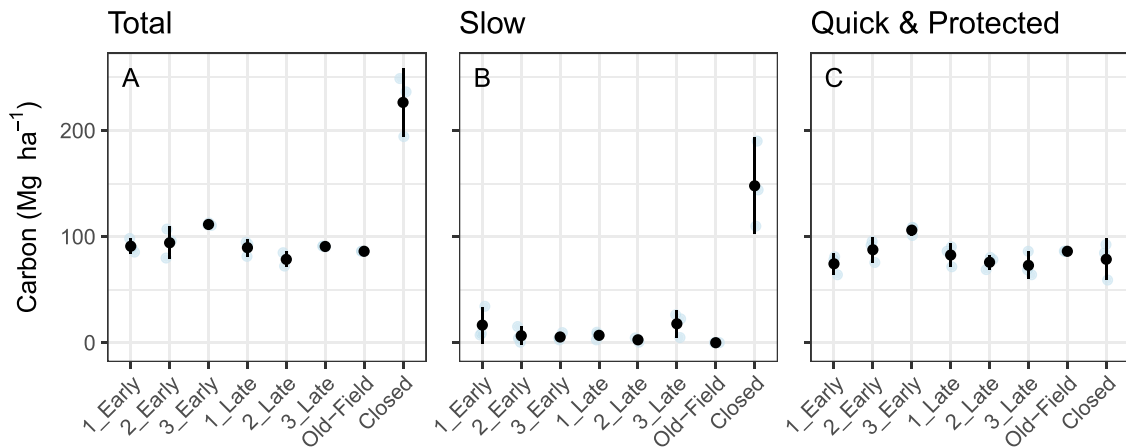 Total
Slow
Quick & Protected
A
B
C
Carbon (Mg ha⁻¹)
200
100
0
1_Early
2_Early
3_Early
1_Late
2_Late
3_Late
Old−Field
Closed
1_Early
2_Early
3_Early
1_Late
2_Late
3_Late
Old−Field
Closed
1_Early
2_Early
3_Early
1_Late
2_Late
3_Late
Old−Field
Closed